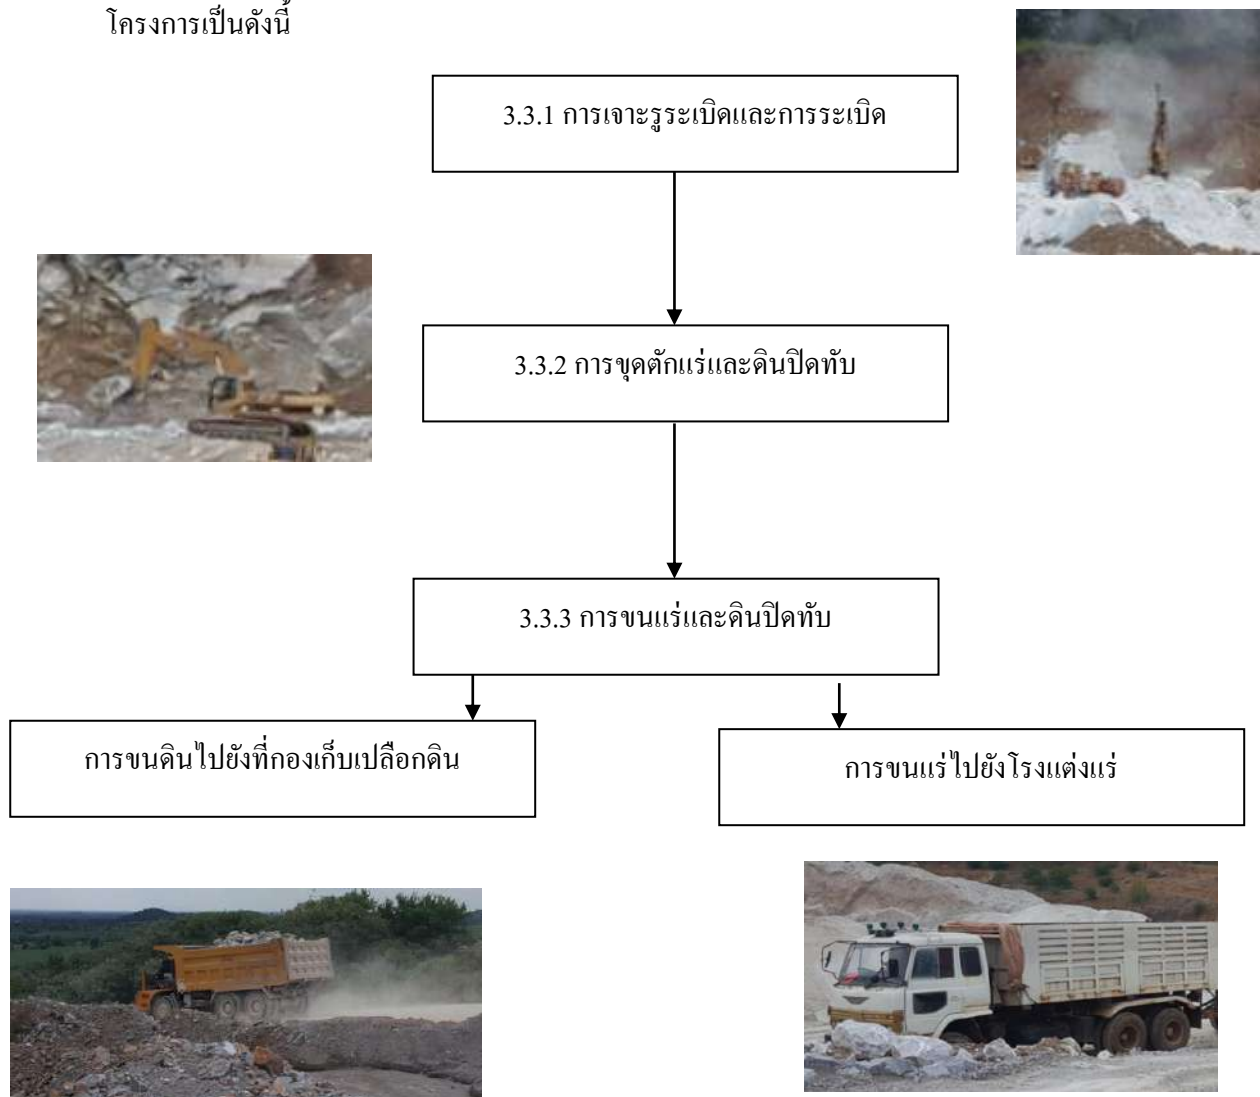 โครงการเป็นดังนี้
3.3.1 การเจาะรูระเบิดและการระเบิด
3.3.2 การขุดตักแร่และดินปิดทับ
3.3.3 การขนแร่และดินปิดทับ
การขนดินไปยังที่กองเก็บเปลือกดิน
การขนแร่ไปยังโรงแต่งแร่